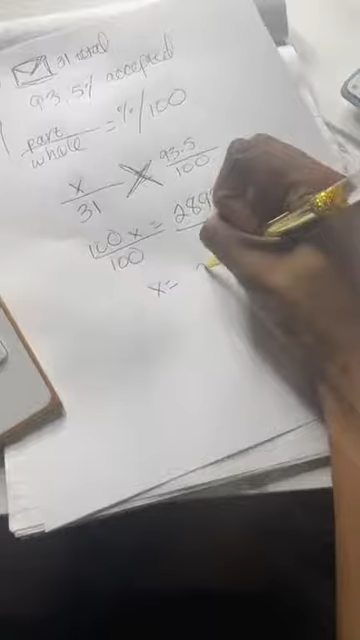 31 total
93.5% accepted
part/whole = %/100
x/31 93.5/100
100x/100 = 289
x=